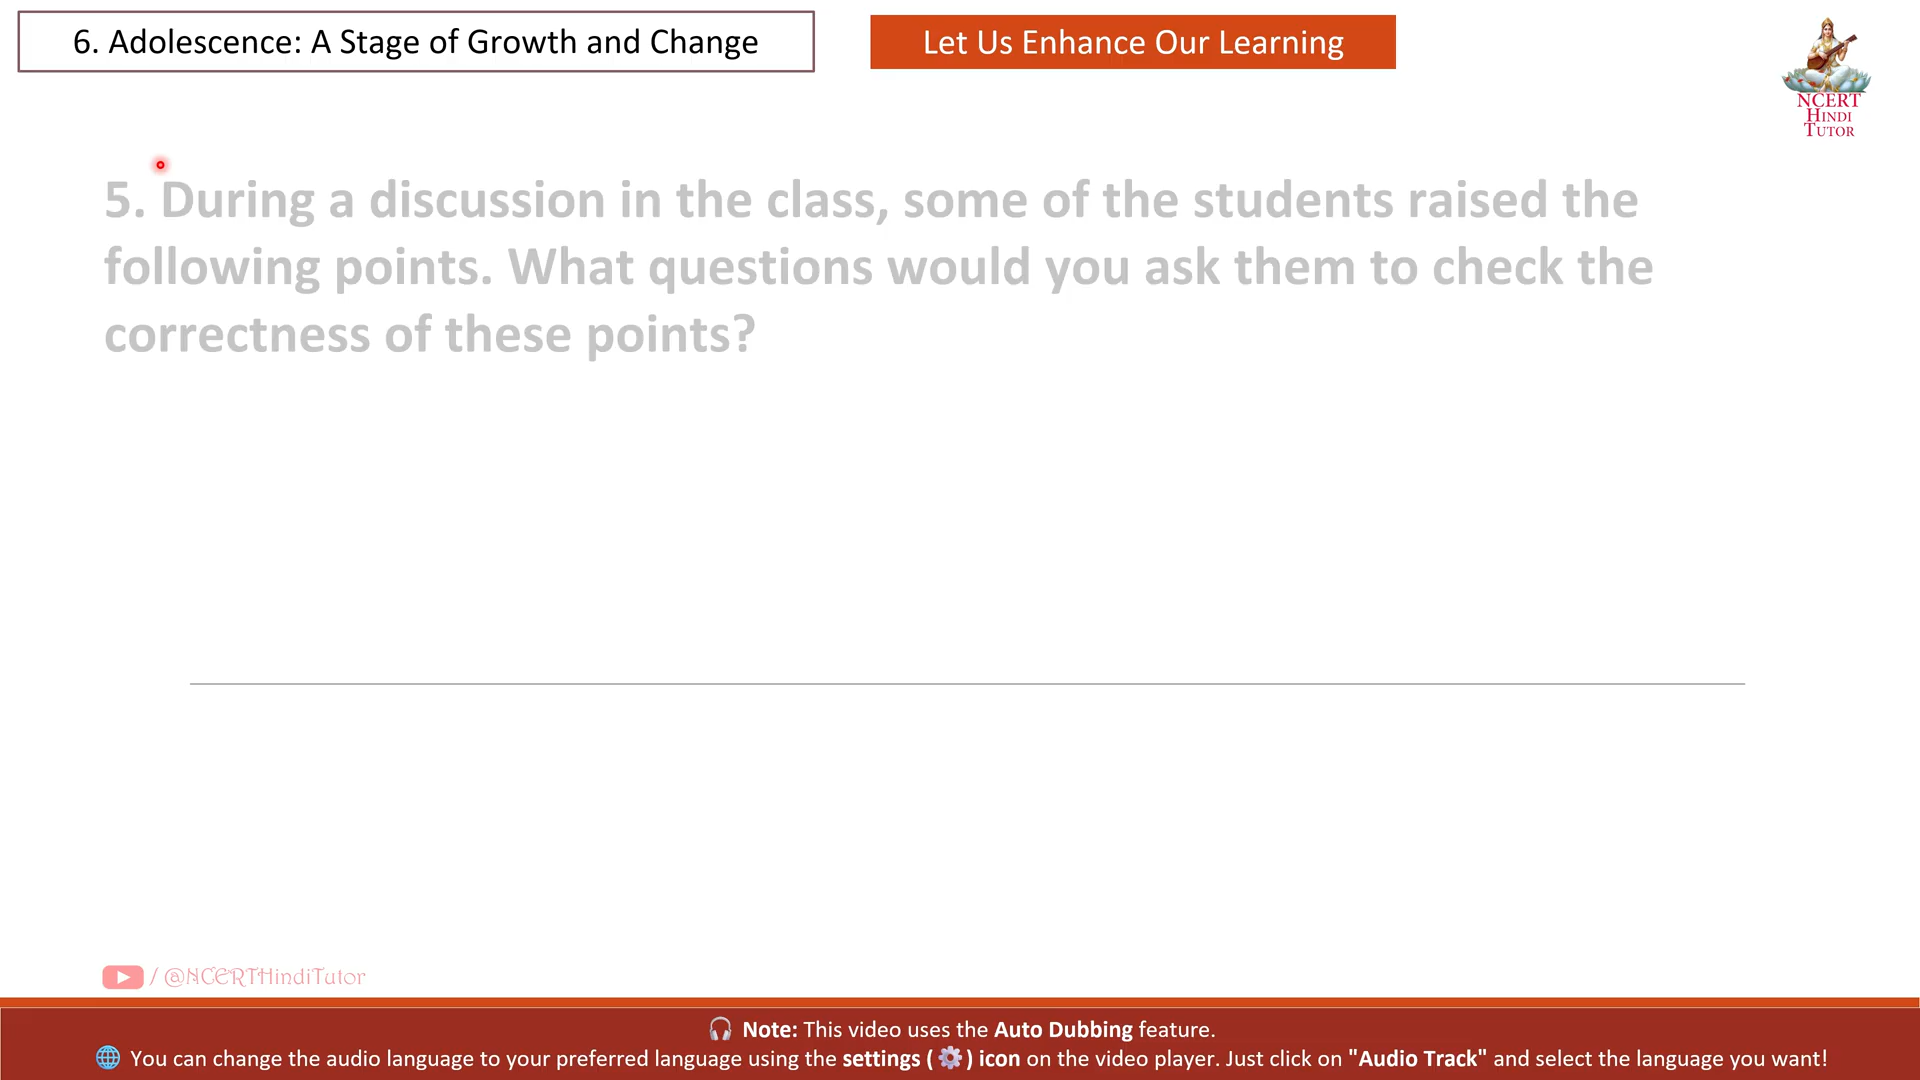 6. Adolescence: A Stage of Growth and Change
Let Us Enhance Our Learning
NCERT
HINDI
TUTOR
5. During a discussion in the class, some of the students raised the
following points. What questions would you ask them to check the
correctness of these points?
/ @NCERTHindiTutor
Note: This video uses the Auto Dubbing feature.
You can change the audio language to your preferred language using the settings ( ) icon on the video player. Just click on "Audio Track" and select the language you want!